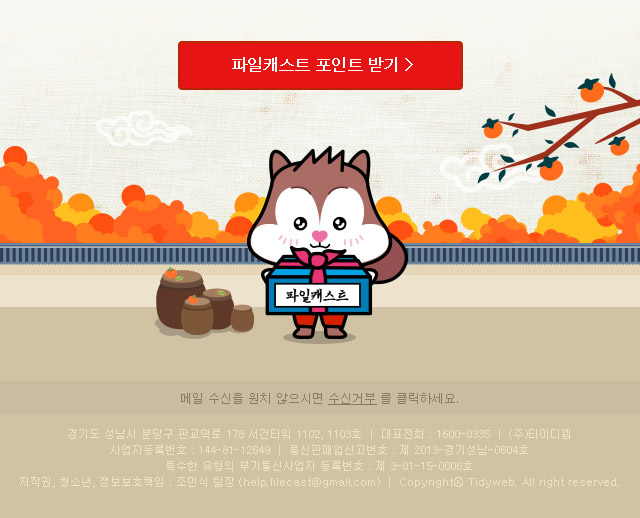 파일캐스트 포인트 받기 >
파일캐스트
메일 수신을 원치 않으시면 수신거부 를 클릭하세요.
경기도 성남시 분당구 판교역로 178 서건타워 1102, 1103호 | 대표전화 : 1600-0335 | (주)타이디웹
사업자등록번호 : 144-81-12649 | 통신판매업신고번호 : 제 2013-경기성남-0604호
특수한 유형의 부가통신사업자 등록번호 : 제 3-01-15-0006호
저작권, 청소년, 정보보호책임 : 조민식 팀장 (help.filecast@gmail.com) | Copyright© Tidyweb. All right reserved.